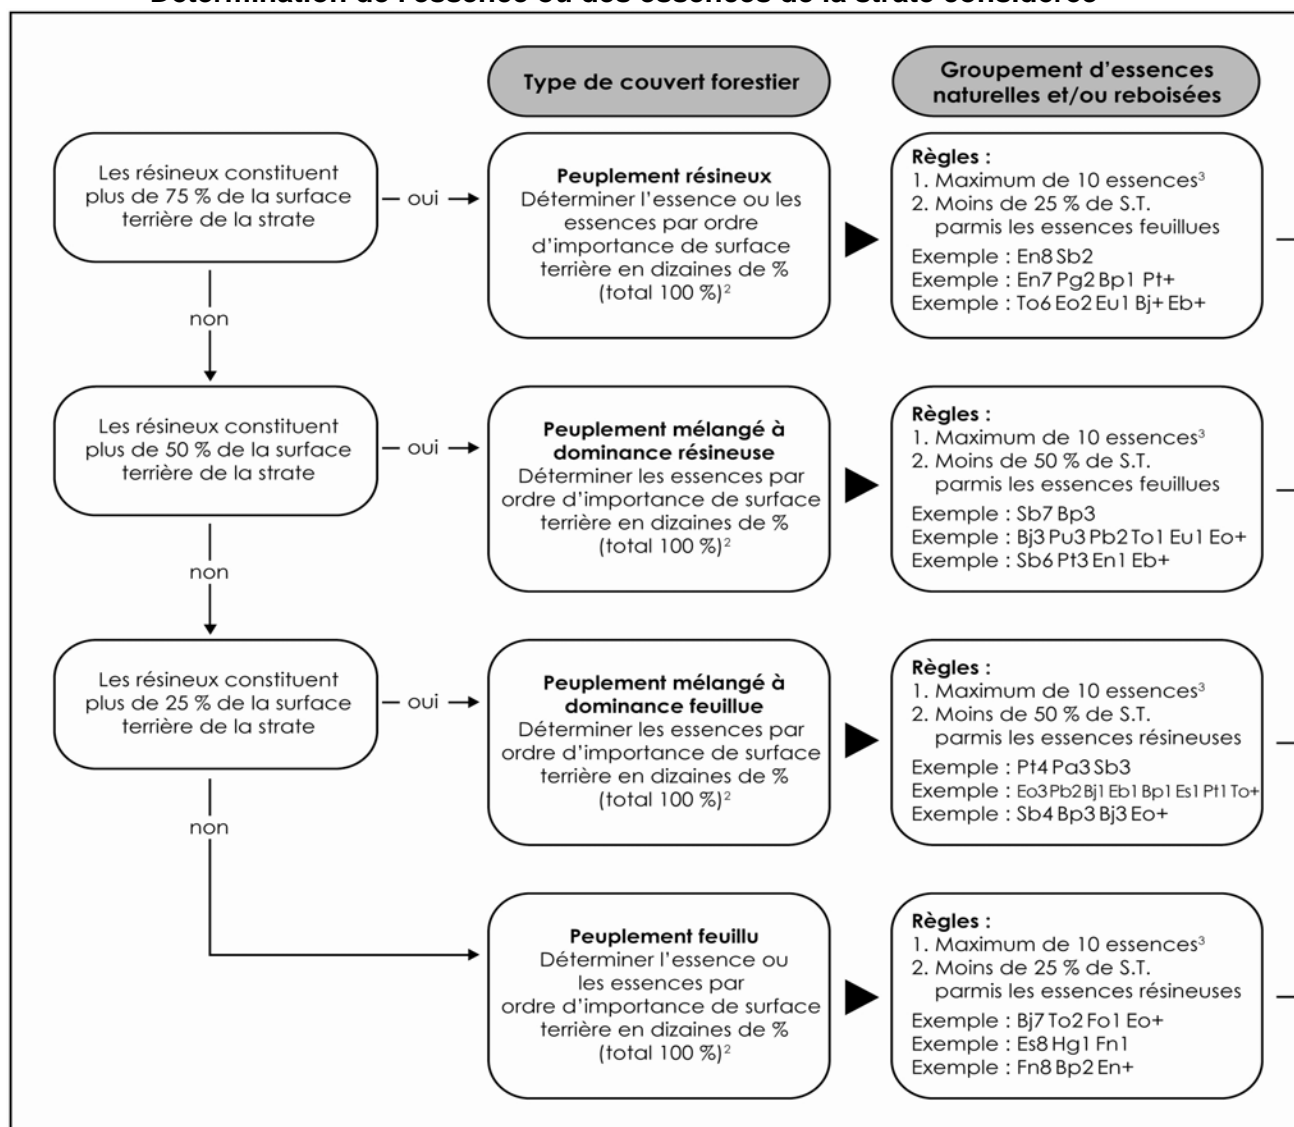 Détermination de l'essence ou des essences de la strate considérée
Type de couvert forestier
Groupement d'essences
naturelles et/ou reboisées
Les résineux constituent
plus de 75 % de la surface
terrière de la strate
oui
Peuplement résineux
Déterminer l'essence ou les
essences par ordre
d'importance de surface
terrière en dizaines de %
(total 100 %)²
Règles :
1. Maximum de 10 essences³
2. Moins de 25 % de S.T.
parmis les essences feuillues
Exemple : En8 Sb2
Exemple : En7 Pg2 Bp1 Pt+
Exemple : To6 Eo2 Eu1 Bj+ Eb+
non
Les résineux constituent
plus de 50 % de la surface
terrière de la strate
oui
Peuplement mélangé à
dominance résineuse
Déterminer les essences par
ordre d'importance de surface
terrière en dizaines de %
(total 100 %)²
Règles :
1. Maximum de 10 essences³
2. Moins de 50 % de S.T.
parmis les essences feuillues
Exemple : Sb7 Bp3
Exemple : Bj3 Pu3 Pb2 To1 Eu1 Eo+
Exemple : Sb6 Pt3 En1 Eb+
non
Les résineux constituent
plus de 25 % de la surface
terrière de la strate
oui
Peuplement mélangé à
dominance feuillue
Déterminer les essences par
ordre d'importance de surface
terrière en dizaines de %
(total 100 %)²
Règles :
1. Maximum de 10 essences³
2. Moins de 50 % de S.T.
parmis les essences résineuses
Exemple : Pt4 Pa3 Sb3
Exemple : Eo3 Pb2 Bj1 Eb1 Bp1 Es1 Pt1 To+
Exemple : Sb4 Bp3 Bj3 Eo+
non
Peuplement feuillu
Déterminer l'essence ou
les essences par
ordre d'importance de surface
terrière en dizaines de %
(total 100 %)²
Règles :
1. Maximum de 10 essences³
2. Moins de 25 % de S.T.
parmis les essences résineuses
Exemple : Bj7 To2 Fo1 Eo+
Exemple : Es8 Hg1 Fn1
Exemple : Fn8 Bp2 En+